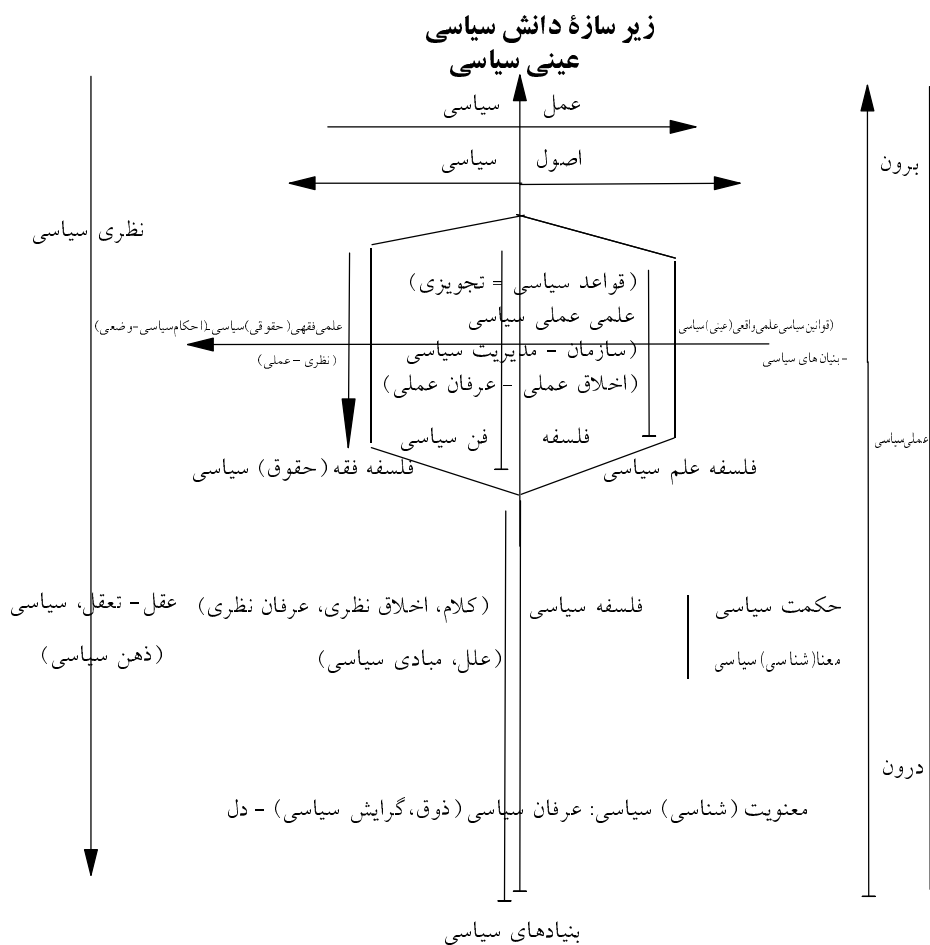 زیر سازهٔ دانش سیاسی
عینی سیاسی
عمل سیاسی
اصول سیاسی
برون
نظری سیاسی
(قواعد سیاسی = تجویزی)
علمی عملی سیاسی
(قوانین سیاسی علمی واقعی (عینی) سیاسی
علمی فقهی (حقوقی) سیاسی-(احکام سیاسی-وضعی)
(سازمان - مدیریت سیاسی
-بنیان های سیاسی
(نظری -عملی)
(اخلاق عملی - عرفان عملی)
فلسفه فن سیاسی
عملی سیاسی
فلسفه علم سیاسی
فلسفه فقه (حقوق) سیاسی
حکمت سیاسی
فلسفه سیاسی (کلام، اخلاق نظری، عرفان نظری)
عقل- تعقل، سیاسی
معنا(شناسی) سیاسی
(علل، مبادی سیاسی)
(ذهن سیاسی)
درون
معنویت (شناسی) سیاسی: عرفان سیاسی (ذوق، گرایش سیاسی) - دل
بنیادهای سیاسی